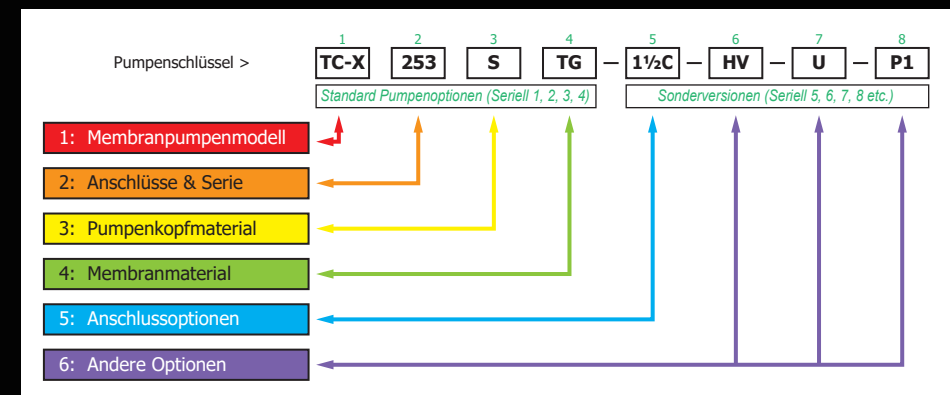 1 2 3 4 5 6 7 8
Pumpenschlüssel > TC-X 253 S TG – 1½C – HV – U – P1
Standard Pumpenoptionen (Seriell 1, 2, 3, 4) Sonderversionen (Seriell 5, 6, 7, 8 etc.)
1: Membranpumpenmodell
2: Anschlüsse & Serie
3: Pumpenkopfmaterial
4: Membranmaterial
5: Anschlussoptionen
6: Andere Optionen